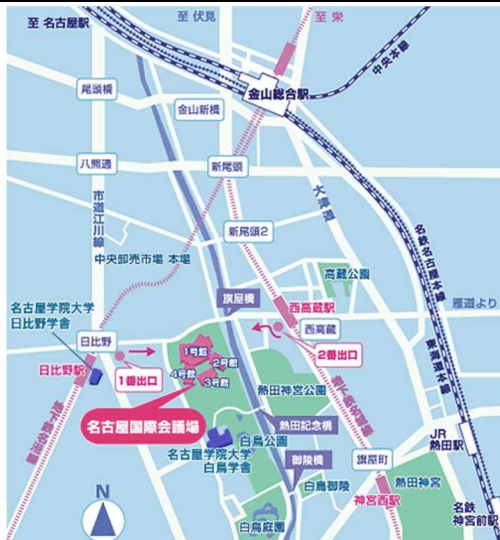 至 名古屋駅
至 伏見
至 栄
中央本線
金山総合駅
尾頭橋
金山新橋
八熊通
新尾頭
市道江川線
大津通
新尾頭2
名鉄名古屋本線
中央卸売市場 本場
高蔵公園
旗屋橋
西高蔵駅
雁道より
名古屋学院大学
日比野学舎
西高蔵
日比野
1号館
2号館
東海道本線
日比野駅
1番出口
4号館
3号館
2番出口
熱田神宮公園
名古屋国際会議場
熱田記念橋
白鳥公園
JR
熱田駅
名古屋学院大学
白鳥学舎
御陵橋
旗屋町
白鳥御陵
熱田神宮
N
神宮西駅
名鉄
神宮前駅
白鳥庭園